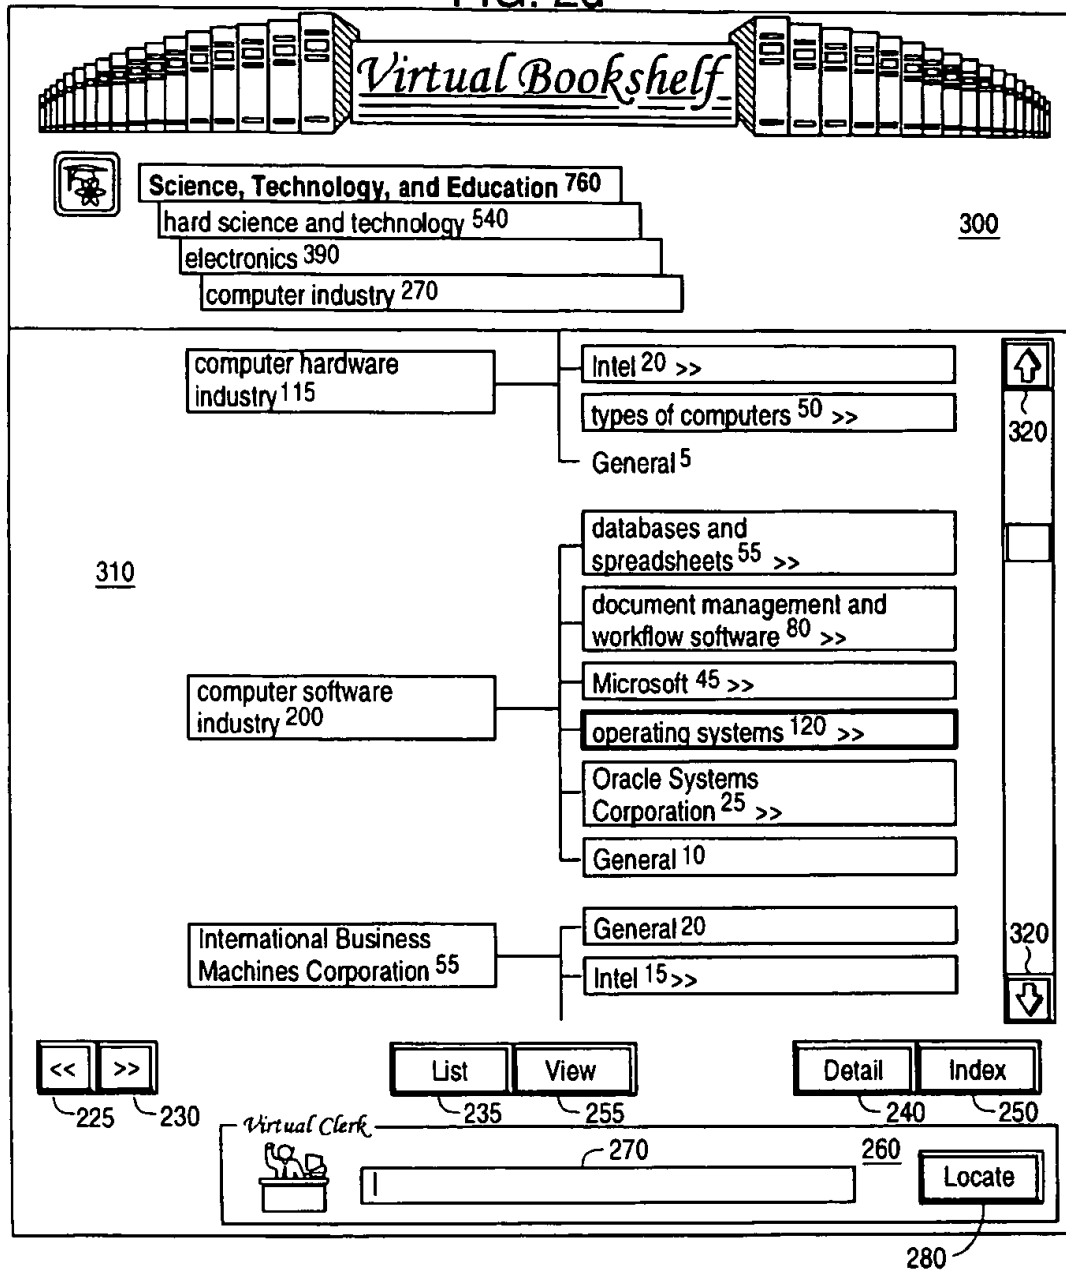 FIG. 2d
Virtual Bookshelf
Science, Technology, and Education 760
hard science and technology 540
300
electronics 390
computer industry 270
computer hardware
industry 115
Intel 20 >>
types of computers 50 >>
General 5
320
310
databases and
spreadsheets 55 >>
document management and
workflow software 80 >>
Microsoft 45 >>
computer software
industry 200
operating systems 120 >>
Oracle Systems
Corporation 25 >>
General 10
International Business
Machines Corporation 55
General 20
Intel 15 >>
320
<< >> List View Detail Index
225 230 235 255 240 250
Virtual Clerk
270 260
Locate
280